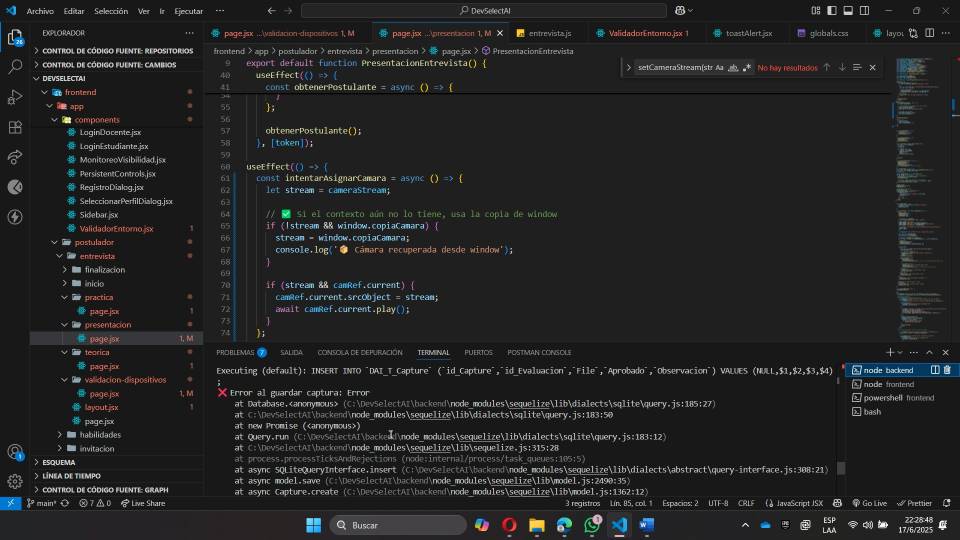 Archivo Editar Selección Ver Ir Ejecutar ··· DevSelectAI
EXPLORADOR
page.jsx ...\validacion-dispositivos 1, M page.jsx ...\presentacion 1, M entrevista.js ValidadorEntorno.jsx 1 toastAlert.jsx globals.css
frontend > app > postulador > entrevista > presentacion > page.jsx > PresentacionEntrevista
setCameraStream(str No hay resultados
CONTROL DE CÓDIGO FUENTE: REPOSITORIOS
CONTROL DE CÓDIGO FUENTE: CAMBIOS
DEVSELECTAI
frontend
app
components
LoginDocente.jsx
LoginEstudiante.jsx
MonitoreoVisibilidad.jsx
PersistentControls.jsx
RegistroDialog.jsx
SeleccionarPerfilDialog.jsx
Sidebar.jsx
ValidadorEntorno.jsx 1
postulador
entrevista
finalizacion
inicio
practica
page.jsx 1
presentacion
page.jsx 1, M
teorica
page.jsx 1
validacion-dispositivos
page.jsx 1, M
layout.jsx 1
page.jsx
habilidades
invitacion
ESQUEMA
LÍNEA DE TIEMPO
CONTROL DE CÓDIGO FUENTE: GRAPH
9 export default function PresentacionEntrevista() {
40 useEffect(() => {
41 const obtenerPostulante = async () => {
54 }
55 };
56
57 obtenerPostulante();
58 }, [token]);
59
60 useEffect(() => {
61 const intentarAsignarCamara = async () => {
62 let stream = cameraStream;
63
64 // ✅ Si el contexto aún no lo tiene, usa la copia de window
65 if (!stream && window.copiaCamara) {
66 stream = window.copiaCamara;
67 console.log('📦 Cámara recuperada desde window');
68 }
69
70 if (stream && camRef.current) {
71 camRef.current.srcObject = stream;
72 await camRef.current.play();
73 }
74 };
PROBLEMAS 7 SALIDA CONSOLA DE DEPURACIÓN TERMINAL PUERTOS POSTMAN CONSOLE
Executing (default): INSERT INTO `DAI_T_Capture` (`id_Capture`,`id_Evaluacion`,`File`,`Aprobado`,`Observacion`) VALUES (NULL,$1,$2,$3,$4)
;
❌ Error al guardar captura: Error
at Database.<anonymous> (C:\DevSelectAI\backend\node_modules\sequelize\lib\dialects\sqlite\query.js:185:27)
at C:\DevSelectAI\backend\node_modules\sequelize\lib\dialects\sqlite\query.js:183:50
at new Promise (<anonymous>)
at Query.run (C:\DevSelectAI\backend\node_modules\sequelize\lib\dialects\sqlite\query.js:183:12)
at C:\DevSelectAI\backend\node_modules\sequelize\lib\sequelize.js:315:28
at process.processTicksAndRejections (node:internal/process/task_queues:105:5)
at async SQLiteQueryInterface.insert (C:\DevSelectAI\backend\node_modules\sequelize\lib\dialects\abstract\query-interface.js:308:21)
at async model.save (C:\DevSelectAI\backend\node_modules\sequelize\lib\model.js:2490:35)
at async Capture.create (C:\DevSelectAI\backend\node_modules\sequelize\lib\model.js:1362:12)
node backend
node frontend
powershell frontend
bash
main* 7 0 Live Share 3 registros Lín. 85, col. 1 Espacios: 2 UTF-8 CRLF JavaScript JSX Go Live Prettier
Buscar
ESP
LAA
22:28:48
17/6/2025